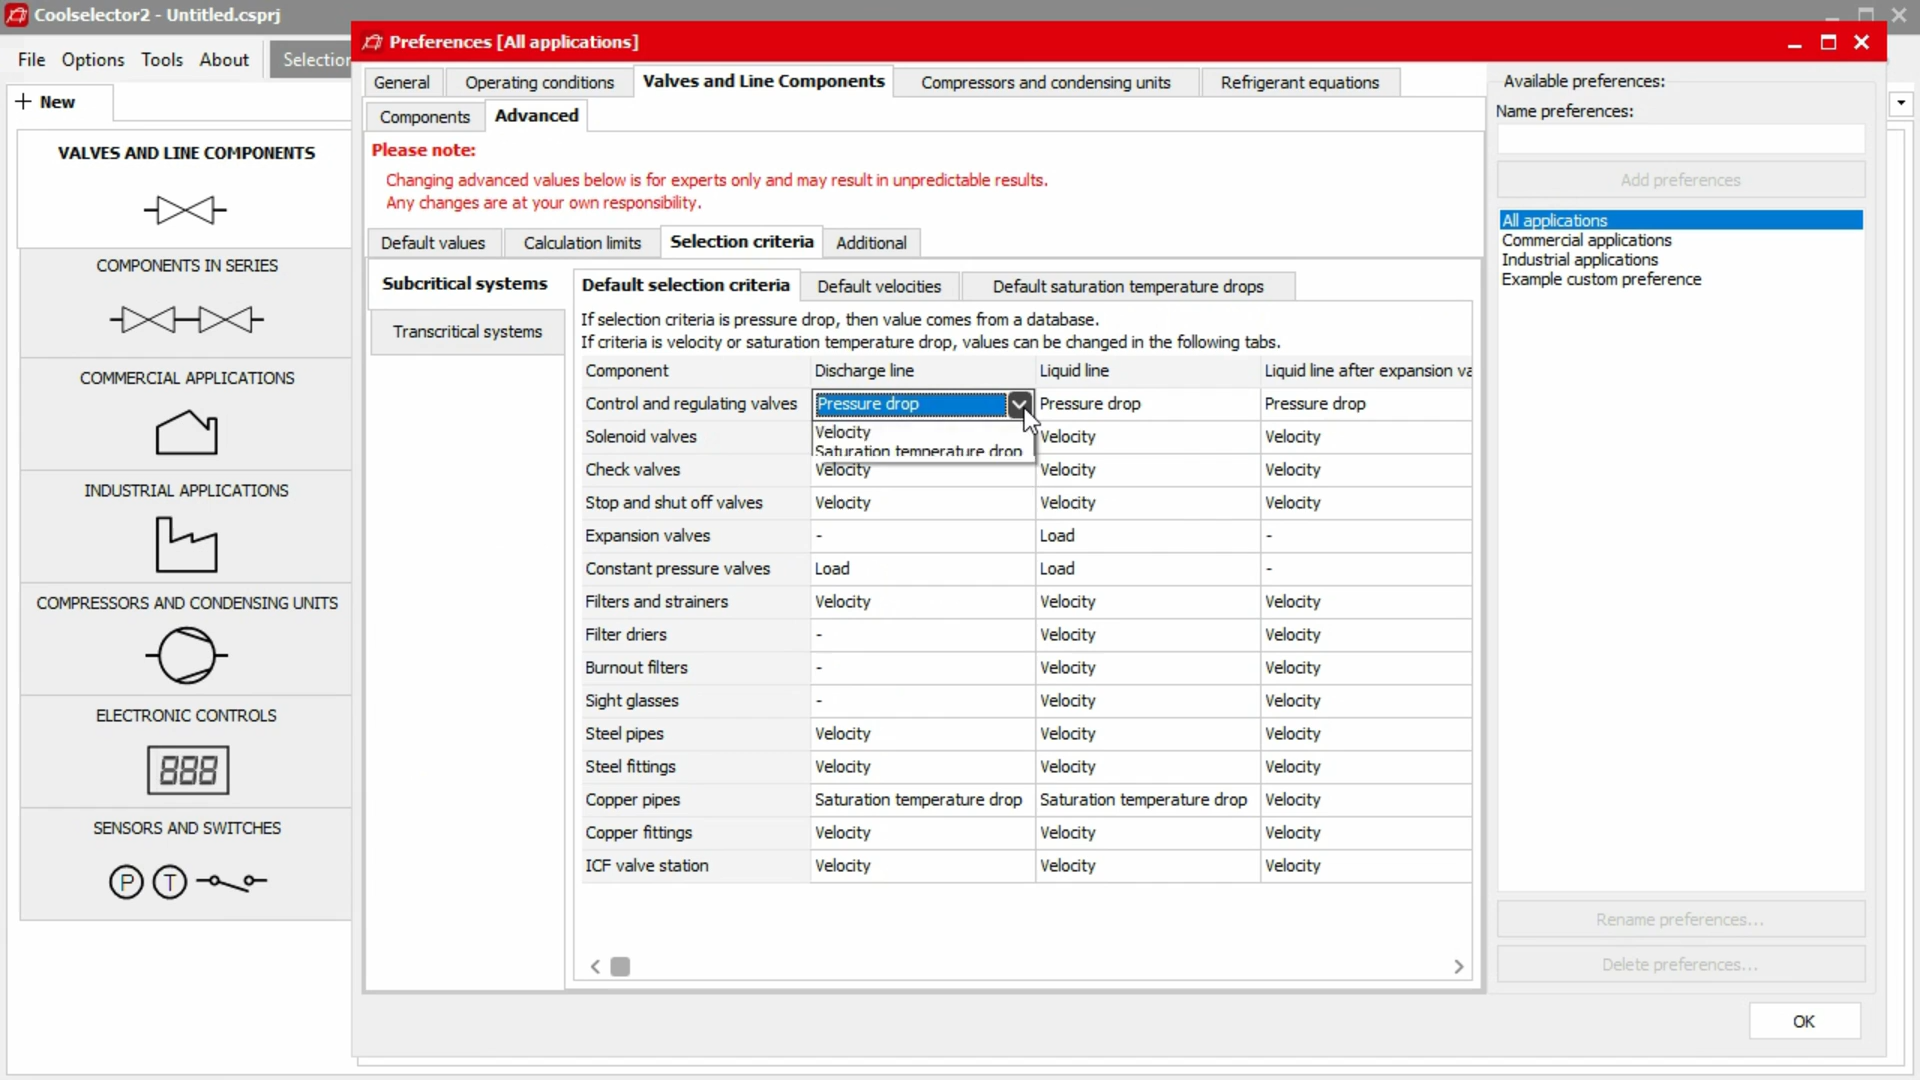 Coolselector2 - Untitled.csprj
File Options Tools About Selection
+ New
VALVES AND LINE COMPONENTS
COMPONENTS IN SERIES
COMMERCIAL APPLICATIONS
INDUSTRIAL APPLICATIONS
COMPRESSORS AND CONDENSING UNITS
ELECTRONIC CONTROLS
888
SENSORS AND SWITCHES
P T
Preferences [All applications]
General Operating conditions Valves and Line Components Compressors and condensing units Refrigerant equations
Components Advanced
Please note:
Changing advanced values below is for experts only and may result in unpredictable results.
Any changes are at your own responsibility.
Default values Calculation limits Selection criteria Additional
Subcritical systems
Transcritical systems
Default selection criteria Default velocities Default saturation temperature drops
If selection criteria is pressure drop, then value comes from a database.
If criteria is velocity or saturation temperature drop, values can be changed in the following tabs.
Component Discharge line Liquid line Liquid line after expansion va
Control and regulating valves Pressure drop Pressure drop Pressure drop
Velocity
Saturation temperature drop
Solenoid valves Velocity Velocity
Check valves Velocity Velocity Velocity
Stop and shut off valves Velocity Velocity Velocity
Expansion valves - Load -
Constant pressure valves Load Load -
Filters and strainers Velocity Velocity Velocity
Filter driers - Velocity Velocity
Burnout filters - Velocity Velocity
Sight glasses - Velocity Velocity
Steel pipes Velocity Velocity Velocity
Steel fittings Velocity Velocity Velocity
Copper pipes Saturation temperature drop Saturation temperature drop Velocity
Copper fittings Velocity Velocity Velocity
ICF valve station Velocity Velocity Velocity
Available preferences:
Name preferences:
Add preferences
All applications
Commercial applications
Industrial applications
Example custom preference
Rename preferences...
Delete preferences...
OK